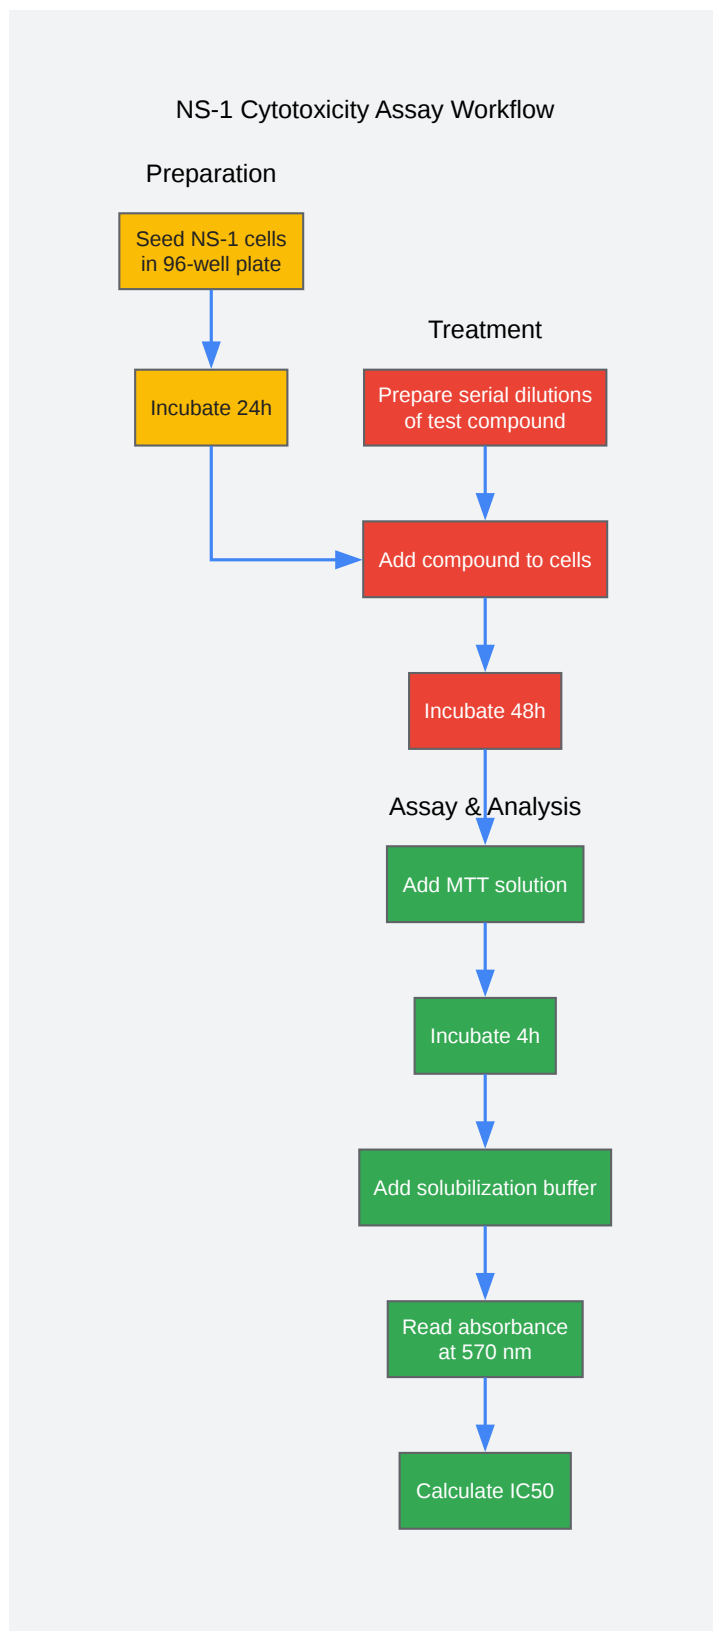 NS-1 Cytotoxicity Assay Workflow
Preparation
Seed NS-1 cells
in 96-well plate
Incubate 24h
Treatment
Prepare serial dilutions
of test compound
Add compound to cells
Incubate 48h
Assay & Analysis
Add MTT solution
Incubate 4h
Add solubilization buffer
Read absorbance
at 570 nm
Calculate IC50